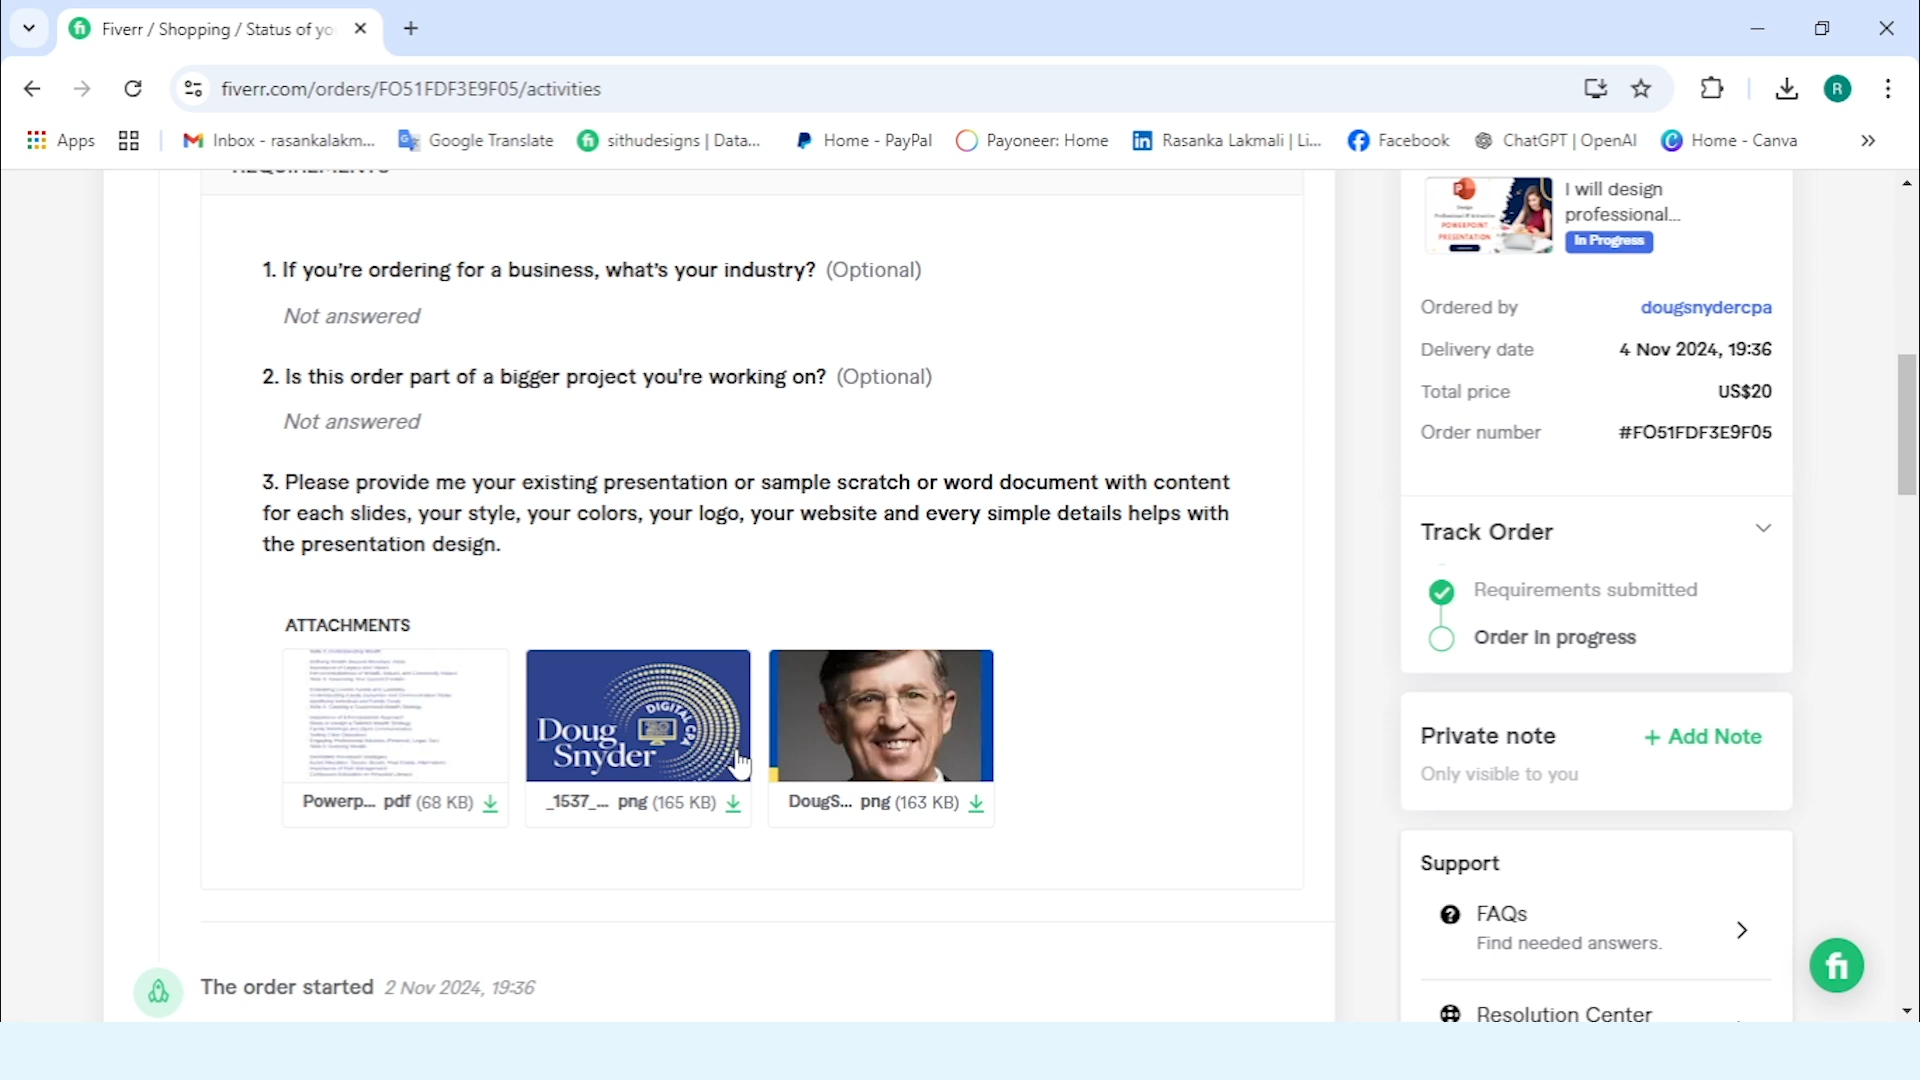 Fiverr / Shopping / Status of yo
fiverr.com/orders/FO51FDF3E9F05/activities
R
Apps
Inbox - rasankalakm...
Google Translate
sithudesigns | Data...
Home - PayPal
Payoneer: Home
Rasanka Lakmali | Li...
Facebook
ChatGPT | OpenAI
Home - Canva
REQUIREMENTS
1. If you're ordering for a business, what's your industry? (Optional)
Not answered
2. Is this order part of a bigger project you're working on? (Optional)
Not answered
3. Please provide me your existing presentation or sample scratch or word document with content
for each slides, your style, your colors, your logo, your website and every simple details helps with
the presentation design.
ATTACHMENTS
Doug
Snyder
DIGITAL CPA
Powerp... pdf (68 KB)
_1537_... png (165 KB)
DougS... png (163 KB)
The order started 2 Nov 2024, 19:36
POWERPOINT
PRESENTATION
I will design
professional...
In Progress
Ordered by dougsnydercpa
Delivery date 4 Nov 2024, 19:36
Total price US$20
Order number #FO51FDF3E9F05
Track Order
Requirements submitted
Order In progress
Private note + Add Note
Only visible to you
Support
FAQs
Find needed answers.
Resolution Center
fi